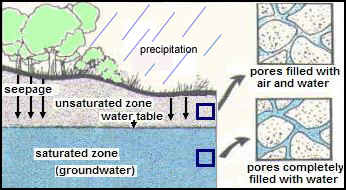 precipitation
seepage
unsaturated zone
water table
saturated zone
(groundwater)
pores filled with
air and water
pores completely
filled with water